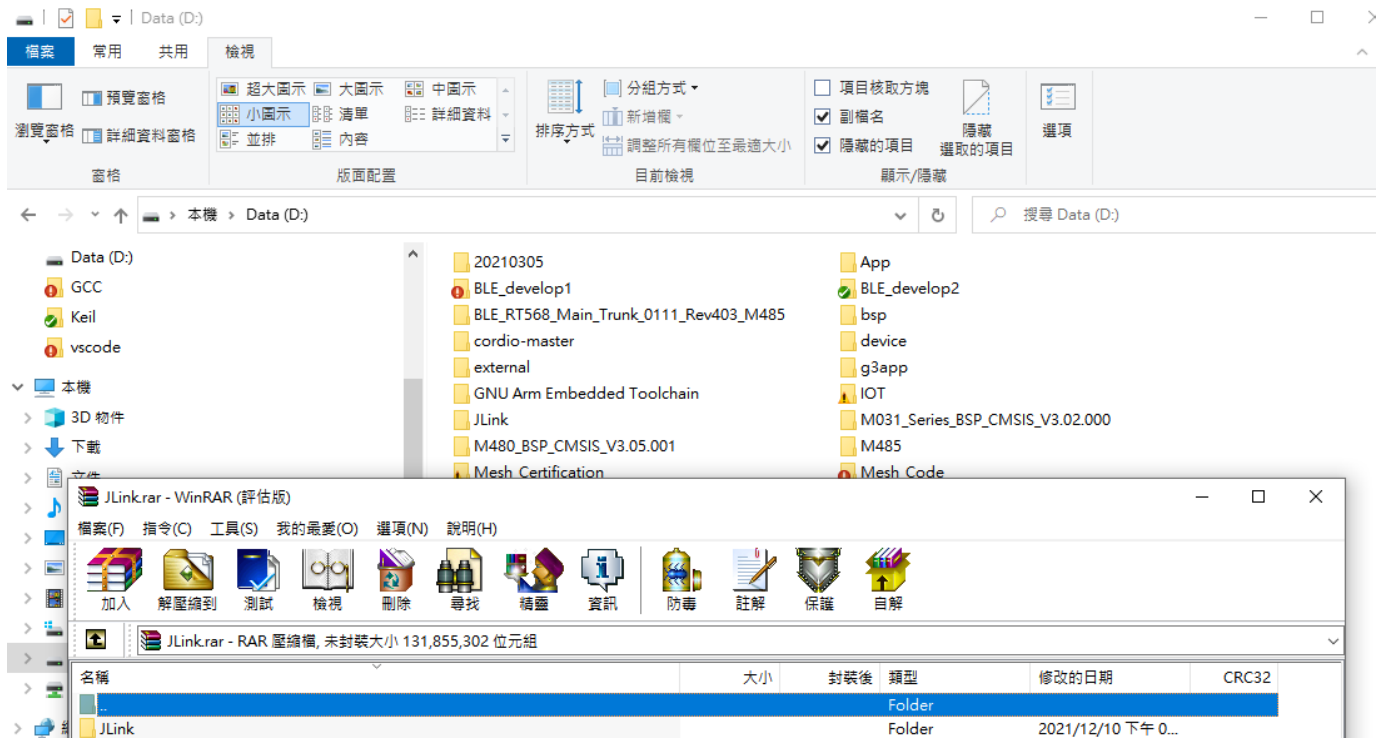 Data (D:)
檔案 常用 共用 檢視
瀏覽窗格 預覽窗格 詳細資料窗格
超大圖示 大圖示 中圖示
小圖示 清單 詳細資料
並排 內容
排序方式 分組方式 新增欄 調整所有欄位至最適大小
項目核取方塊
副檔名
隱藏的項目
隱藏
選取的項目
選項
窗格 版面配置 目前檢視 顯示/隱藏
本機 Data (D:) 搜尋 Data (D:)
Data (D:)
GCC
Keil
vscode
本機
3D 物件
下載
文件
20210305 App
BLE_develop1 BLE_develop2
BLE_RT568_Main_Trunk_0111_Rev403_M485 bsp
cordio-master device
external g3app
GNU Arm Embedded Toolchain IOT
JLink M031_Series_BSP_CMSIS_V3.02.000
M480_BSP_CMSIS_V3.05.001 M485
Mesh Certification Mesh Code
JLink.rar - WinRAR (評估版)
檔案(F) 指令(C) 工具(S) 我的最愛(O) 選項(N) 說明(H)
加入 解壓縮到 測試 檢視 刪除 尋找 精靈 資訊 防毒 註解 保護 自解
JLink.rar - RAR 壓縮檔, 未封裝大小 131,855,302 位元組
名稱 大小 封裝後 類型 修改的日期 CRC32
.. Folder
JLink Folder 2021/12/10 下午 0...